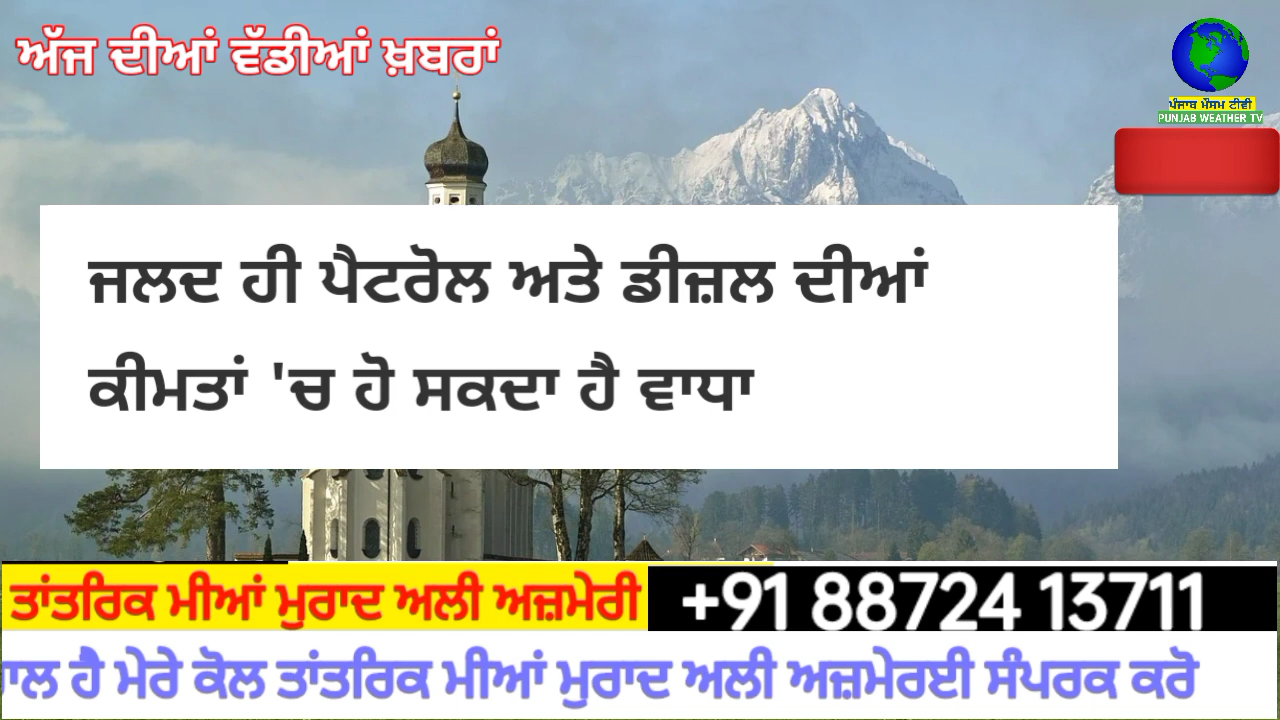 ਅੱਜ ਦੀਆਂ ਵੱਡੀਆਂ ਖ਼ਬਰਾਂ
ਪੰਜਾਬ ਮੌਸਮ ਟੀਵੀ
PUNJAB WEATHER TV
ਜਲਦ ਹੀ ਪੈਟਰੋਲ ਅਤੇ ਡੀਜ਼ਲ ਦੀਆਂ
ਕੀਮਤਾਂ 'ਚ ਹੋ ਸਕਦਾ ਹੈ ਵਾਧਾ
ਤਾਂਤਰਿਕ ਮੀਆਂ ਮੁਰਾਦ ਅਲੀ ਅਜ਼ਮੇਰੀ +91 88724 13711
ਹੈ ਮੇਰੇ ਕੋਲ ਤਾਂਤਰਿਕ ਮੀਆਂ ਮੁਰਾਦ ਅਲੀ ਅਜ਼ਮੇਰਈ ਸੰਪਰਕ ਕਰੋ